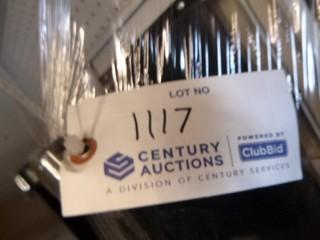 LOT NO
1117
CENTURY
AUCTIONS
POWERED BY
ClubBid
A DIVISION OF CENTURY SERVICES